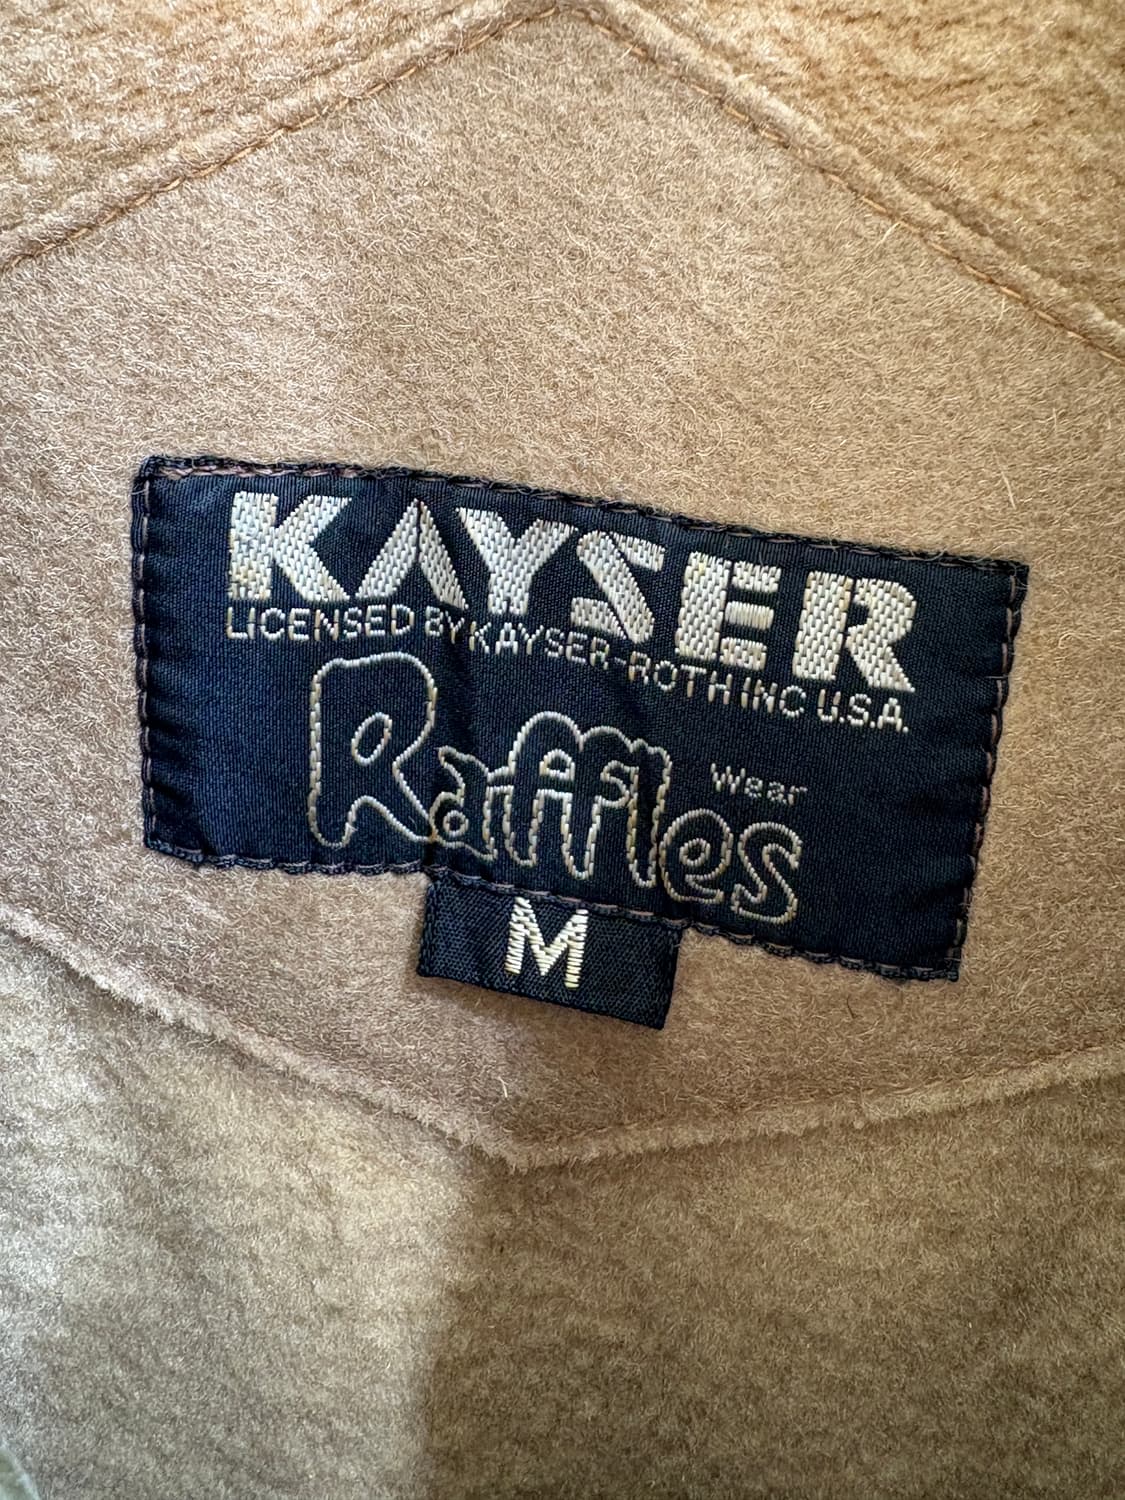 KAYSER
LICENSED BY KAYSER-ROTH INC U.S.A.
Raffles Wear
M